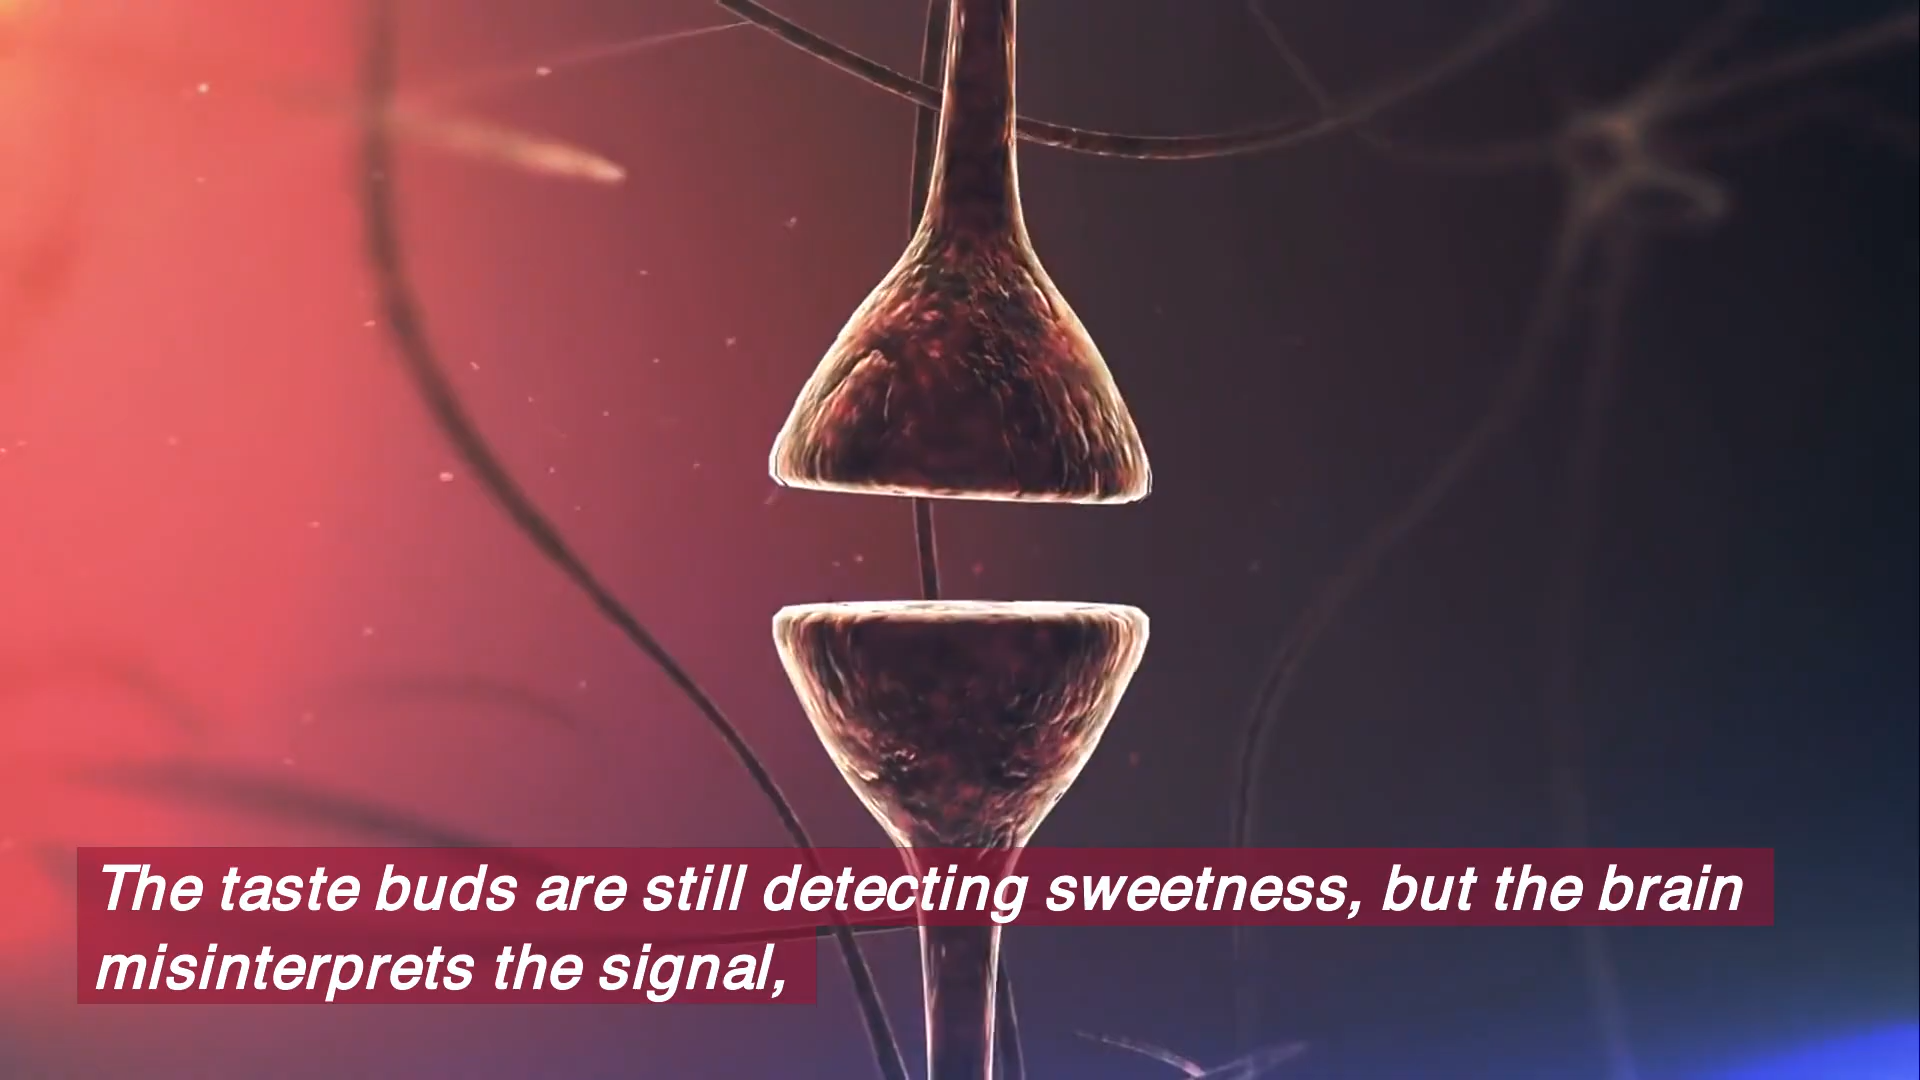 The taste buds are still detecting sweetness, but the brain
misinterprets the signal,